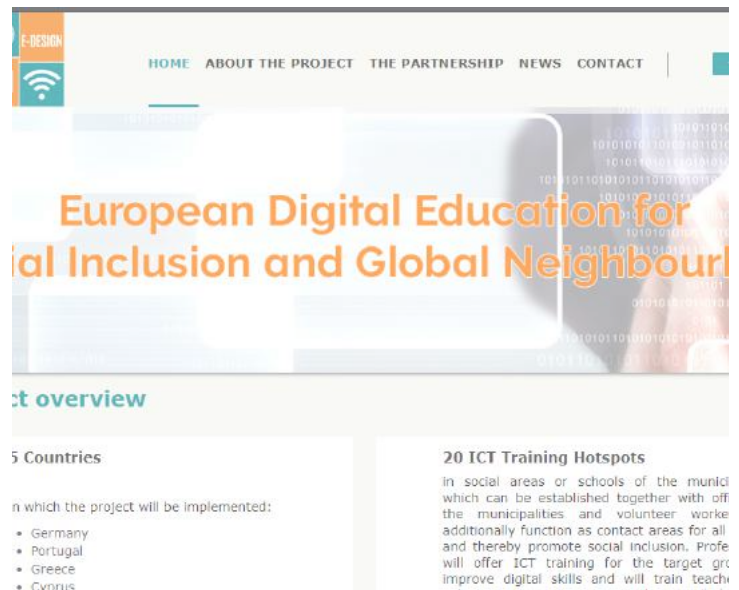 E-DESIGN
HOME ABOUT THE PROJECT THE PARTNERSHIP NEWS CONTACT
European Digital Education for
ial Inclusion and Global Neighbour
ct overview
5 Countries
n which the project will be implemented:
• Germany
• Portugal
• Greece
• Cyprus
20 ICT Training Hotspots
in social areas or schools of the munici
which can be established together with offi
the municipalities and volunteer worke
additionally function as contact areas for all
and thereby promote social inclusion. Profe
will offer ICT training for the target gro
improve digital skills and will train teache